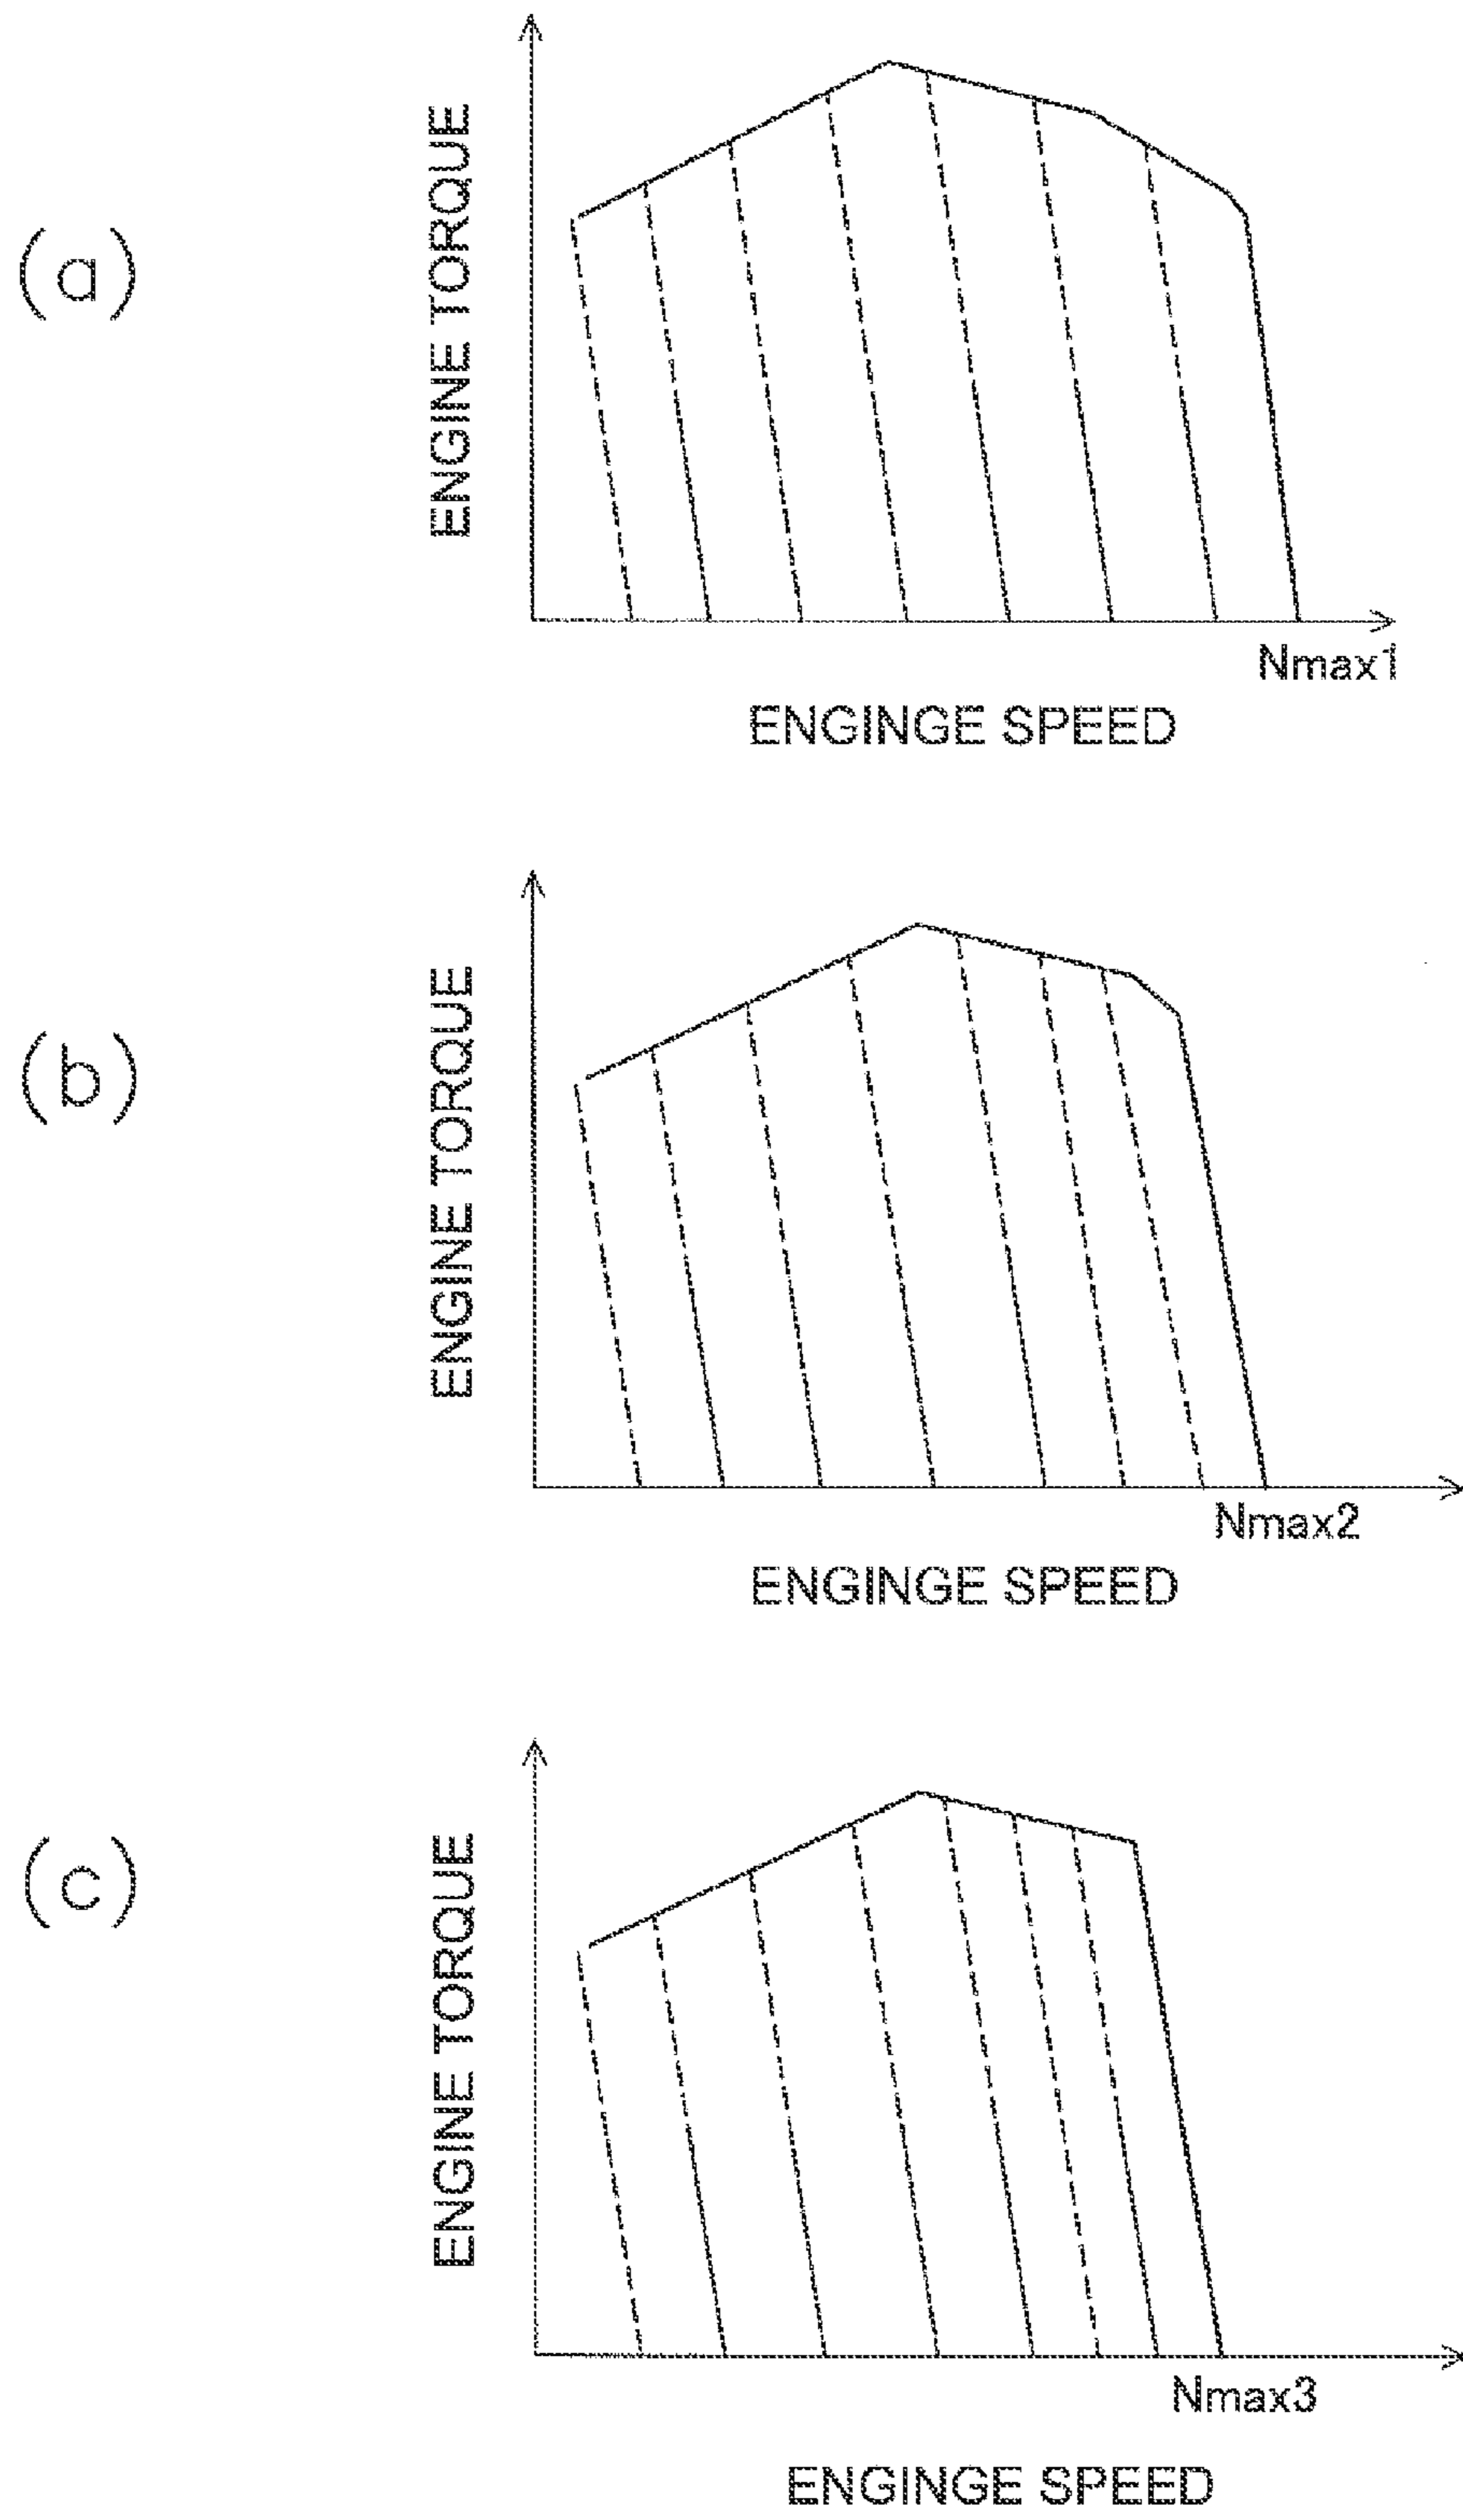 (a)
ENGINE TORQUE
Nmax1
ENGINGE SPEED
(b)
ENGINE TORQUE
Nmax2
ENGINGE SPEED
(c)
ENGINE TORQUE
Nmax3
ENGINGE SPEED